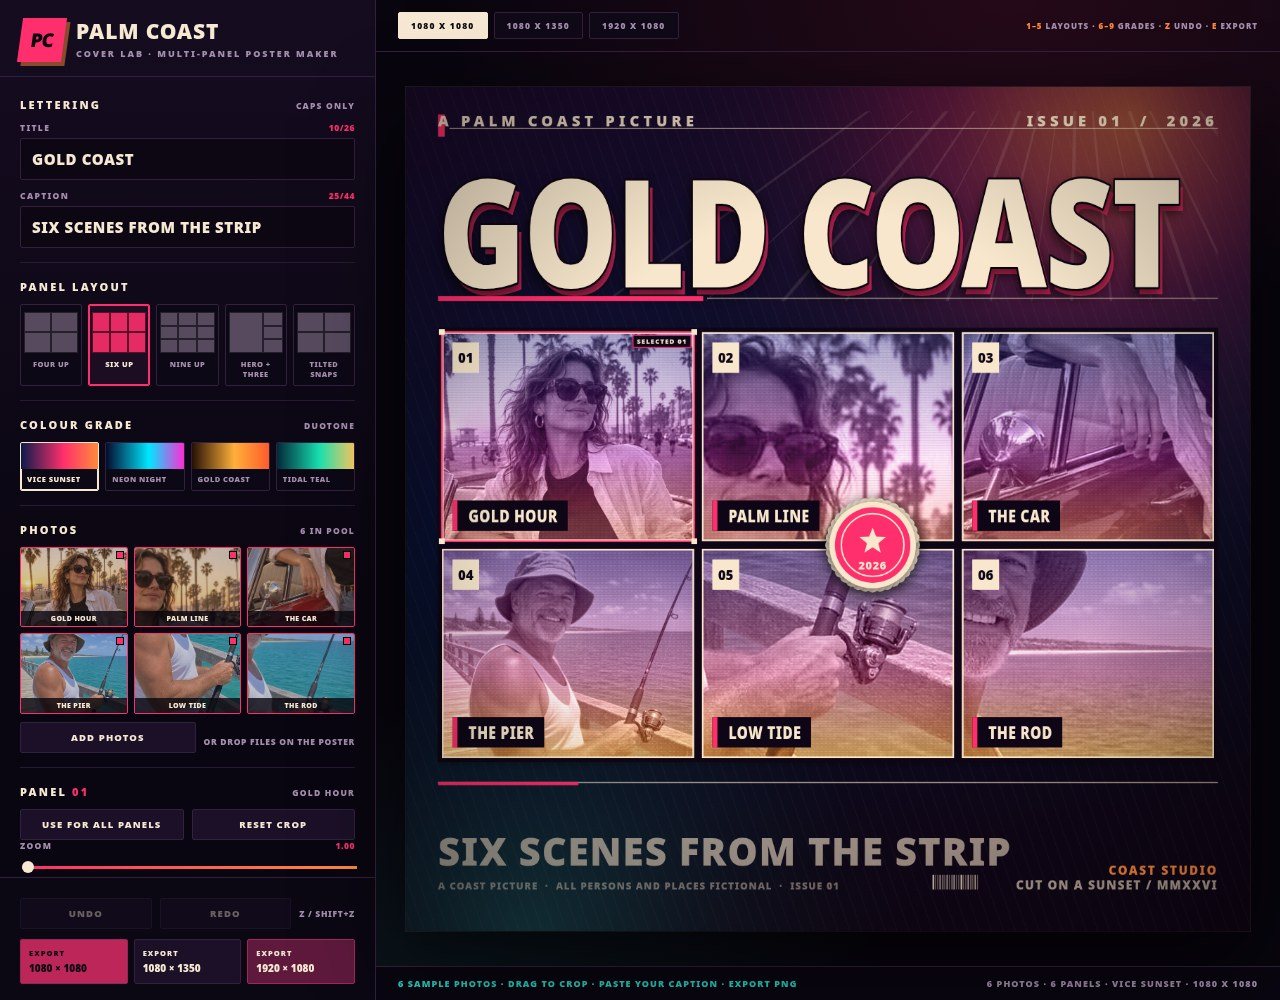 PC
PALM COAST
COVER LAB · MULTI-PANEL POSTER MAKER
LETTERING
CAPS ONLY
TITLE
10/26
GOLD COAST
CAPTION
25/44
SIX SCENES FROM THE STRIP
PANEL LAYOUT
FOUR UP
SIX UP
NINE UP
HERO +
THREE
TILTED
SNAPS
COLOUR GRADE
DUOTONE
VICE SUNSET
NEON NIGHT
GOLD COAST
TIDAL TEAL
PHOTOS
6 IN POOL
GOLD HOUR
PALM LINE
THE CAR
THE PIER
LOW TIDE
THE ROD
ADD PHOTOS
OR DROP FILES ON THE POSTER
PANEL 01
GOLD HOUR
USE FOR ALL PANELS
RESET CROP
ZOOM
1.00
UNDO
REDO
Z / SHIFT+Z
EXPORT
1080 × 1080
EXPORT
1080 × 1350
EXPORT
1920 × 1080
1080 X 1080
1080 X 1350
1920 X 1080
1–5 LAYOUTS · 6–9 GRADES · Z UNDO · E EXPORT
A PALM COAST PICTURE
ISSUE 01 / 2026
GOLD COAST
SELECTED 01
01
GOLD HOUR
02
PALM LINE
03
THE CAR
2026
04
THE PIER
05
LOW TIDE
06
THE ROD
SIX SCENES FROM THE STRIP
A COAST PICTURE · ALL PERSONS AND PLACES FICTIONAL · ISSUE 01
COAST STUDIO
CUT ON A SUNSET / MMXXVI
6 SAMPLE PHOTOS · DRAG TO CROP · PASTE YOUR CAPTION · EXPORT PNG
6 PHOTOS · 6 PANELS · VICE SUNSET · 1080 X 1080